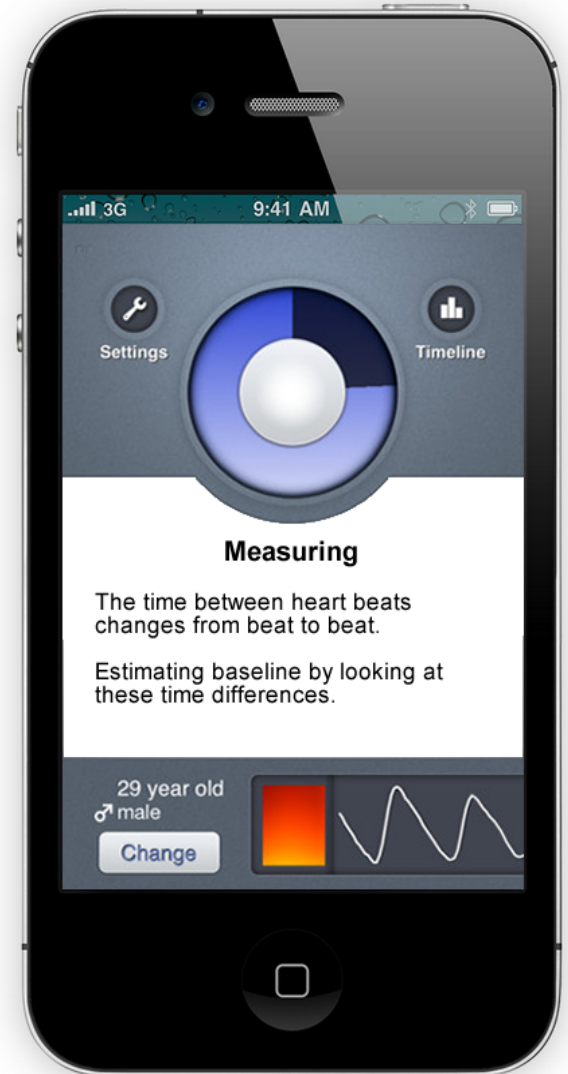 3G 9:41 AM
Settings
Timeline
Measuring
The time between heart beats
changes from beat to beat.
Estimating baseline by looking at
these time differences.
29 year old
male
Change